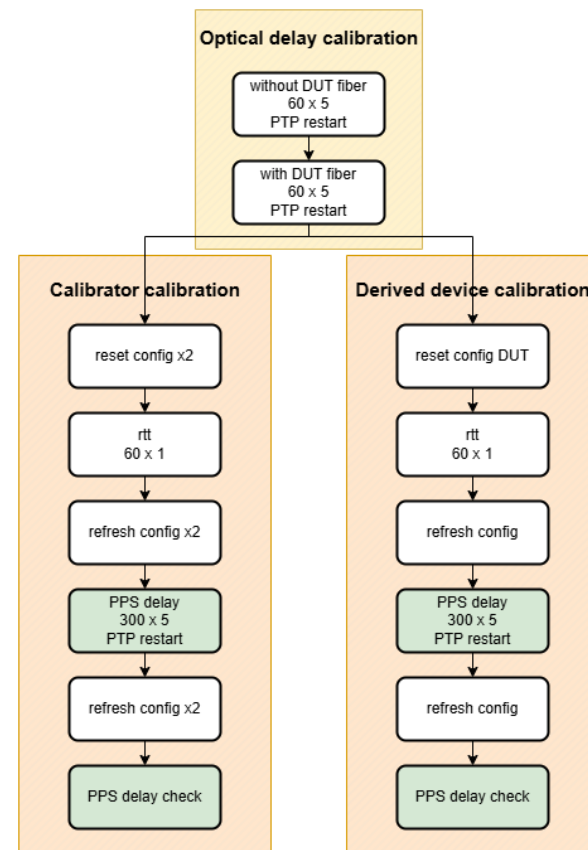 Optical delay calibration
without DUT fiber
60 x 5
PTP restart
with DUT fiber
60 x 5
PTP restart
Calibrator calibration
reset config x2
rtt
60 x 1
refresh config x2
PPS delay
300 x 5
PTP restart
refresh config x2
PPS delay check
Derived device calibration
reset config DUT
rtt
60 x 1
refresh config
PPS delay
300 x 5
PTP restart
refresh config
PPS delay check